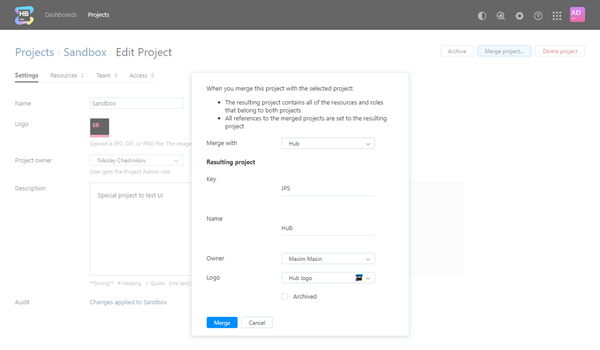 HB
Dashboards
Projects
AD
Projects › Sandbox › Edit Project
Archive
Merge project...
Delete project
Settings
Resources 2
Team 4
Access
Name
Sandbox
Logo
SB
Upload a JPG, GIF, or PNG file. The image
Project owner
Nikolay Chashnikov
User gets the Project Admin role
Description
Special project to test UI
**Strong** # Heading > Quote
Audit
Changes applied to Sandbox
When you merge this project with the selected project:
• The resulting project contains all of the resources and roles
that belong to both projects
• All references to the merged projects are set to the resulting
project
Merge with
Hub
Resulting project
Key
JPS
Name
Hub
Owner
Maxim Mazin
Logo
Hub logo
Archived
Merge
Cancel